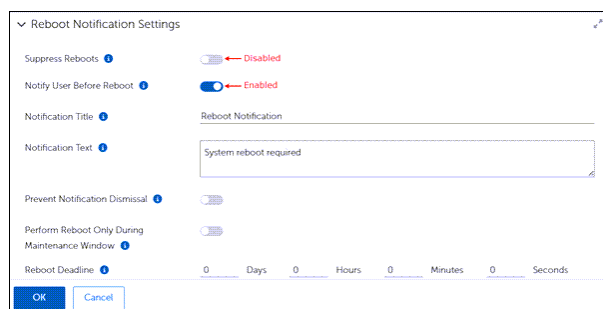 Reboot Notification Settings
Suppress Reboots Disabled
Notify User Before Reboot Enabled
Notification Title Reboot Notification
Notification Text System reboot required
Prevent Notification Dismissal
Perform Reboot Only During
Maintenance Window
Reboot Deadline 0 Days 0 Hours 0 Minutes 0 Seconds
OK Cancel